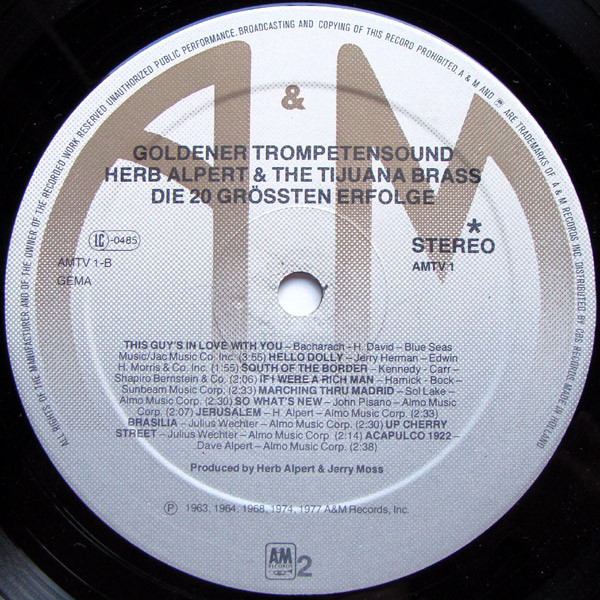 ALL RIGHTS OF THE MANUFACTURER AND OF THE OWNER OF THE RECORDED WORK RESERVED UNAUTHORIZED PUBLIC PERFORMANCE, BROADCASTING AND COPYING OF THIS RECORD PROHIBITED. A & M AND AM ARE TRADEMARKS OF A & M RECORDS INC. DISTRIBUTED BY CBS RECORDS. MADE IN HOLLAND
A & M
GOLDENER TROMPETENSOUND
HERB ALPERT & THE TIJUANA BRASS
DIE 20 GRÖSSTEN ERFOLGE
LC-0485
AMTV 1-B
GEMA
*
STEREO
AMTV 1
THIS GUY'S IN LOVE WITH YOU – Bacharach - H. David – Blue Seas
Music/Jac Music Co. Inc. (3:55) HELLO DOLLY – Jerry Herman – Edwin
H. Morris & Co. Inc. (1:55) SOUTH OF THE BORDER – Kennedy - Carr –
Shapiro Bernstein & Co. (2:06) IF I WERE A RICH MAN – Harnick - Bock –
Sunbeam Music Corp. (2:33) MARCHING THRU MADRID – Sol Lake –
Almo Music Corp. (2:30) SO WHAT'S NEW – John Pisano – Almo Music
Corp. (2:07) JERUSALEM – H. Alpert – Almo Music Corp. (2:33)
BRASILIA – Julius Wechter – Almo Music Corp. (2:30) UP CHERRY
STREET – Julius Wechter – Almo Music Corp. (2:14) ACAPULCO 1922 –
Dave Alpert – Almo Music Corp. (2:38)
Produced by Herb Alpert & Jerry Moss
℗ 1963, 1964, 1968, 1974, 1977 A&M Records, Inc.
AM
RECORDS
2